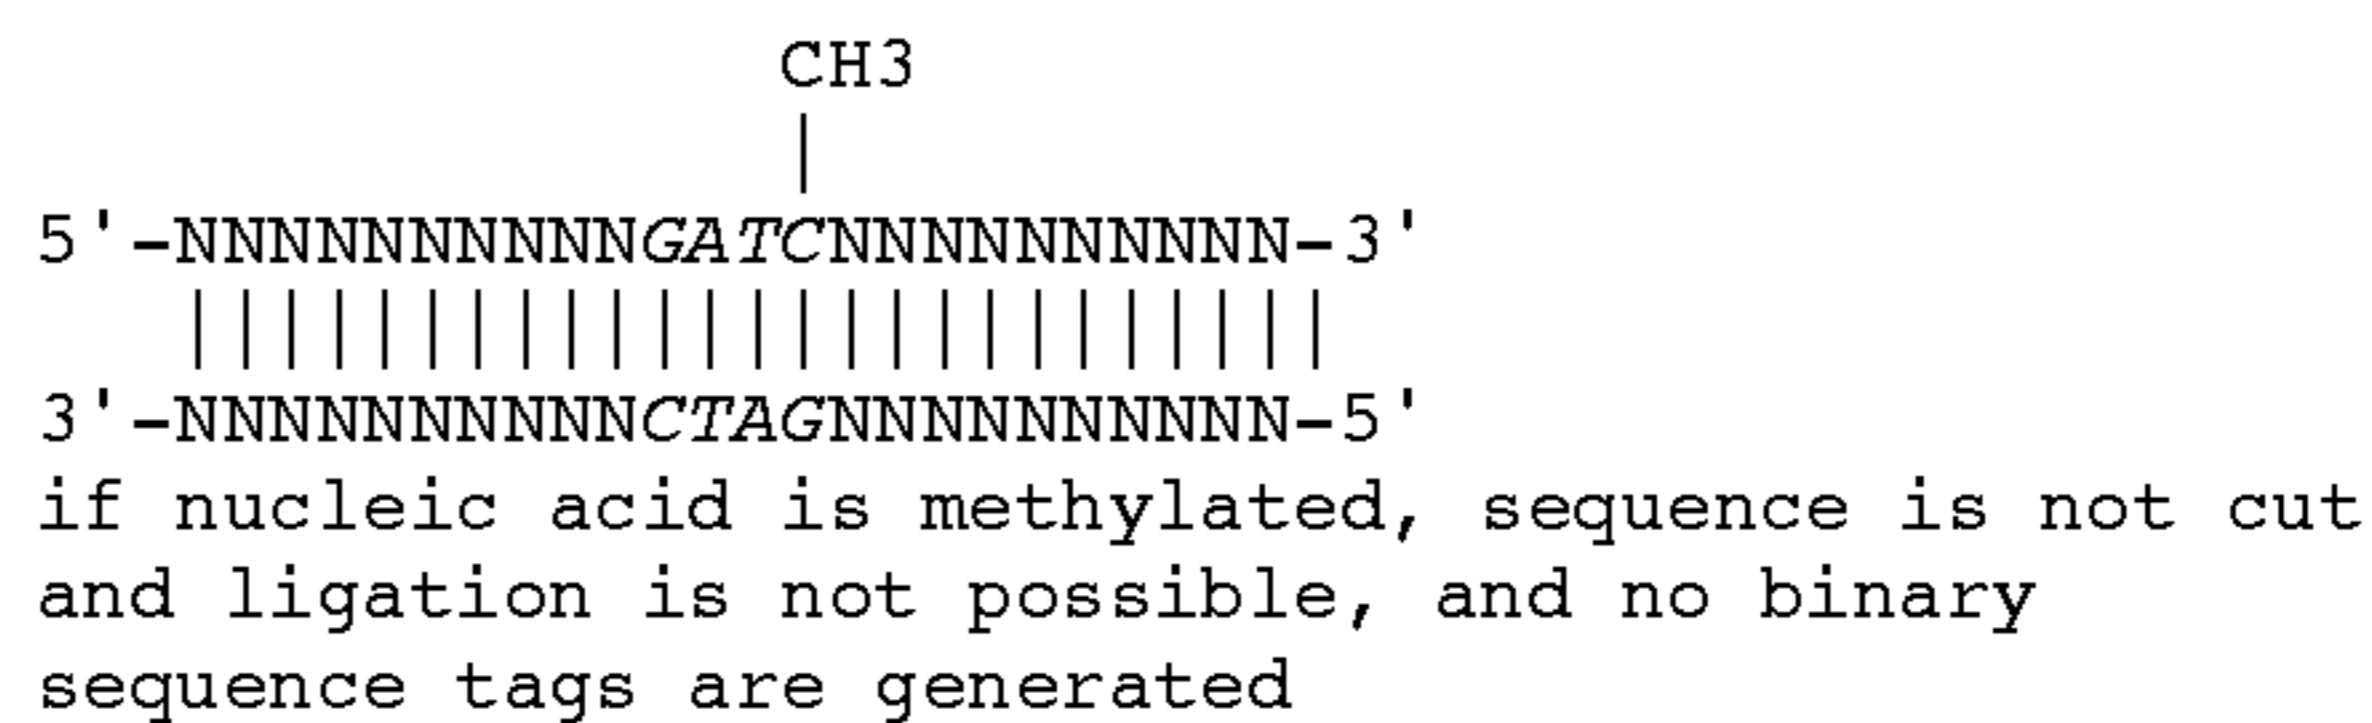 CH3
|
5'-NNNNNNNNNNGATCNNNNNNNNNN-3'
|||||||||||||||||||||||||
3'-NNNNNNNNNNCTAGNNNNNNNNNN-5'
if nucleic acid is methylated, sequence is not cut
and ligation is not possible, and no binary
sequence tags are generated